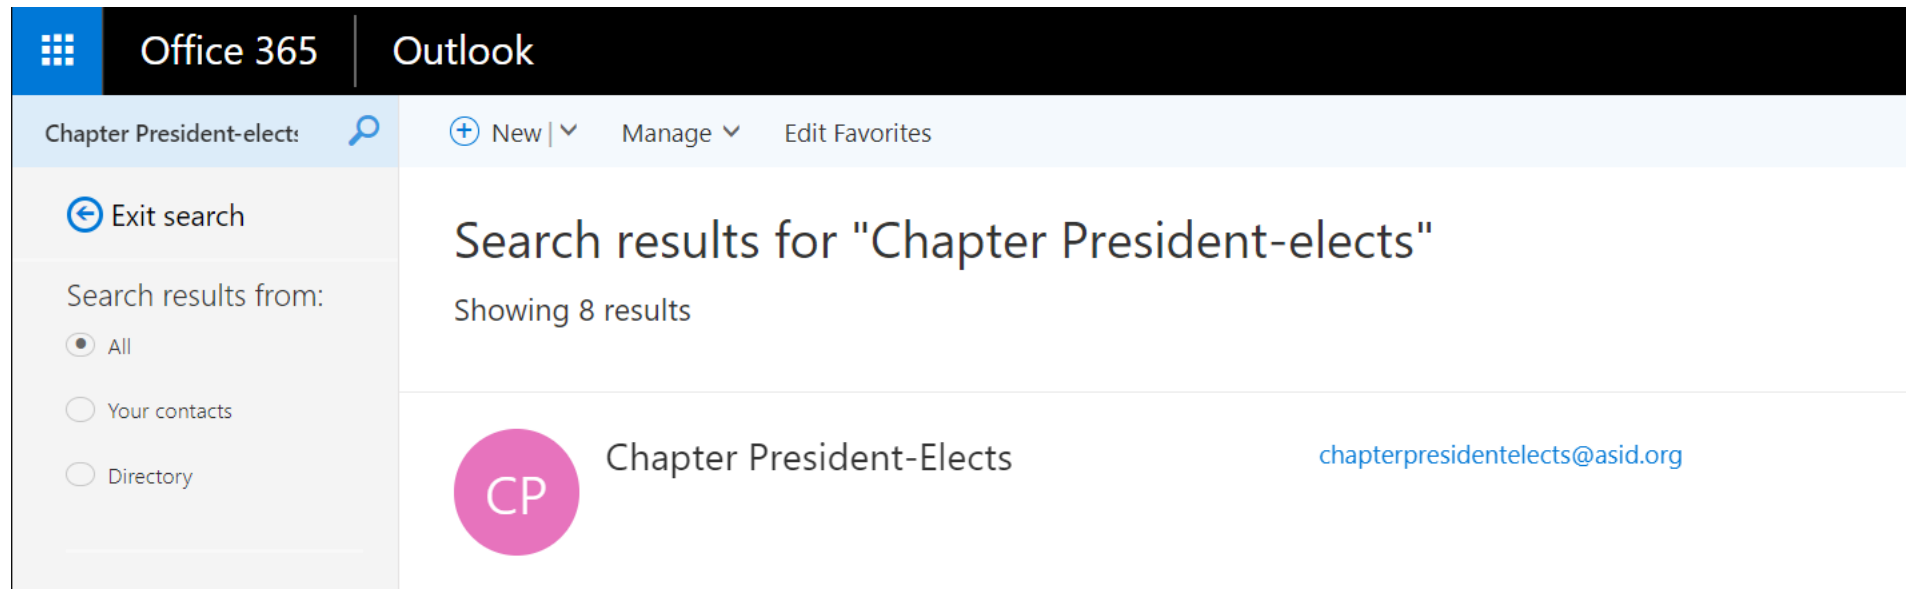 Office 365
Outlook
Chapter President-elects
New
Manage
Edit Favorites
Exit search
Search results from:
All
Your contacts
Directory
Search results for "Chapter President-elects"
Showing 8 results
CP
Chapter President-Elects
chapterpresidentelects@asid.org